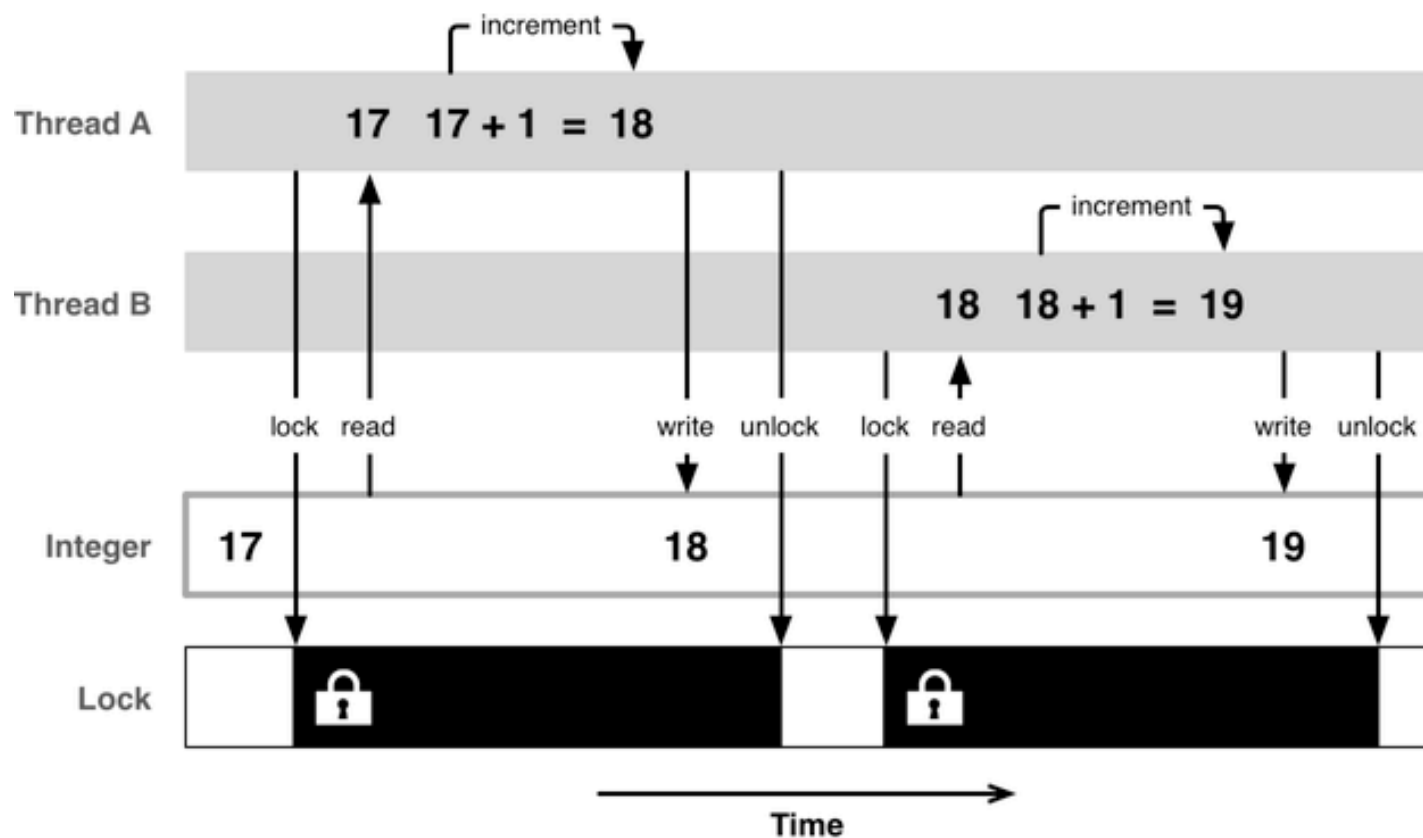 increment
Thread A 17 17 + 1 = 18
increment
Thread B 18 18 + 1 = 19
lock read write unlock lock read write unlock
Integer 17 18 19
Lock
Time